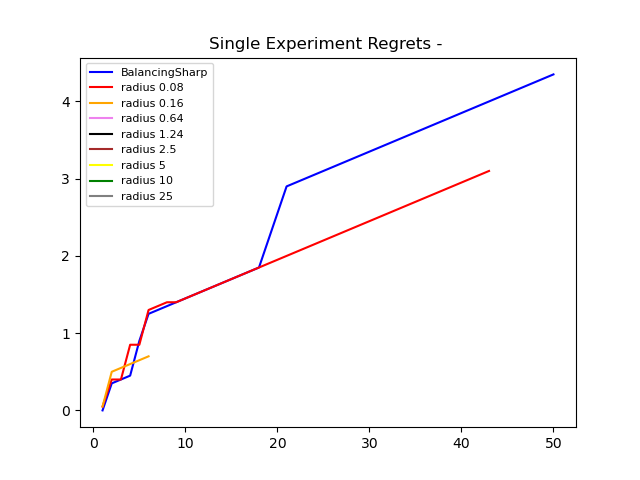 Single Experiment Regrets -
BalancingSharp
radius 0.08
radius 0.16
radius 0.64
radius 1.24
radius 2.5
radius 5
radius 10
radius 25
4
3
2
1
0
0 10 20 30 40 50